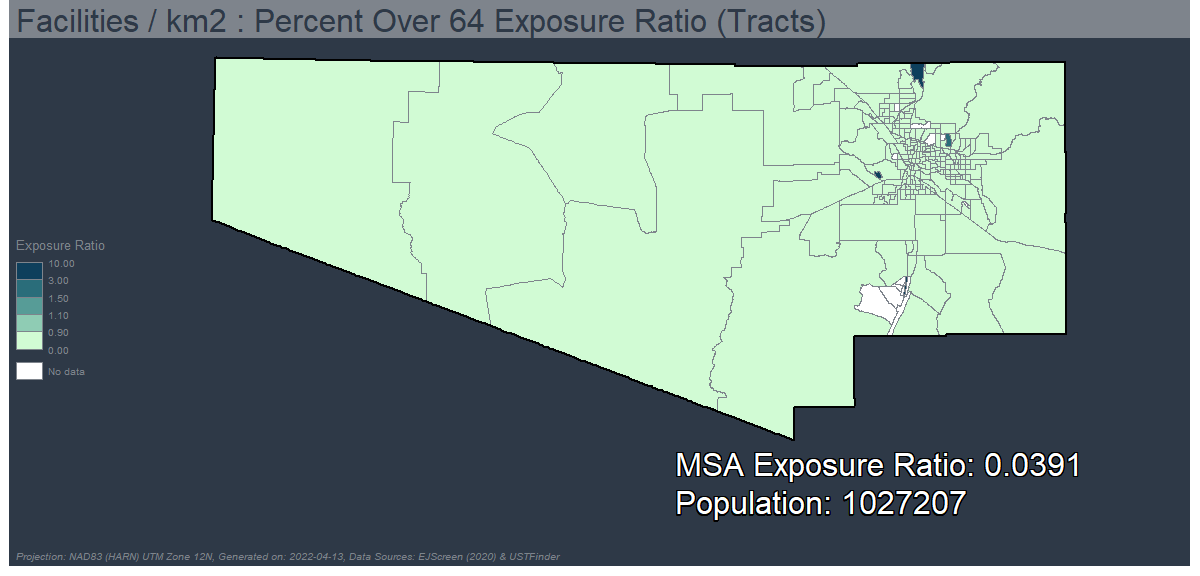 Facilities / km2 : Percent Over 64 Exposure Ratio (Tracts)
Exposure Ratio
10.00
3.00
1.50
1.10
0.90
0.00
No data
MSA Exposure Ratio: 0.0391
Population: 1027207
Projection: NAD83 (HARN) UTM Zone 12N, Generated on: 2022-04-13, Data Sources: EJScreen (2020) & USTFinder